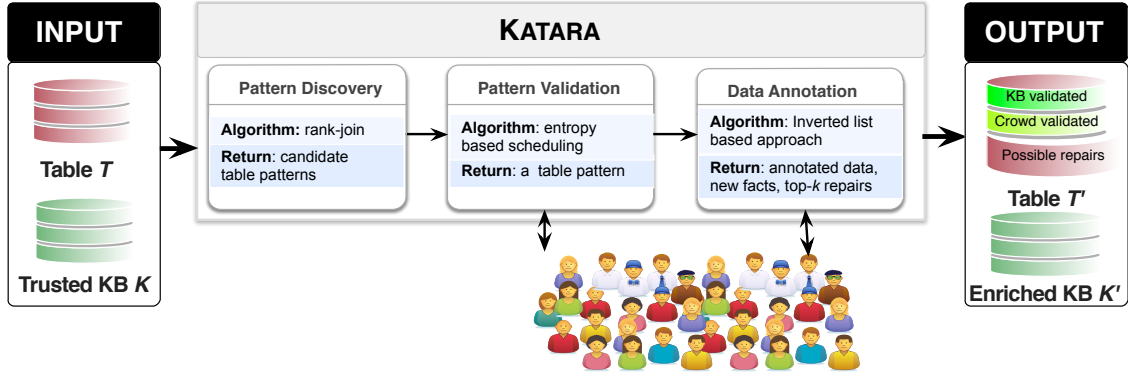 INPUT
Table T
Trusted KB K
KATARA
Pattern Discovery
Algorithm: rank-join
Return: candidate
table patterns
Pattern Validation
Algorithm: entropy
based scheduling
Return: a table pattern
Data Annotation
Algorithm: Inverted list
based approach
Return: annotated data,
new facts, top-k repairs
OUTPUT
KB validated
Crowd validated
Possible repairs
Table T'
Enriched KB K'